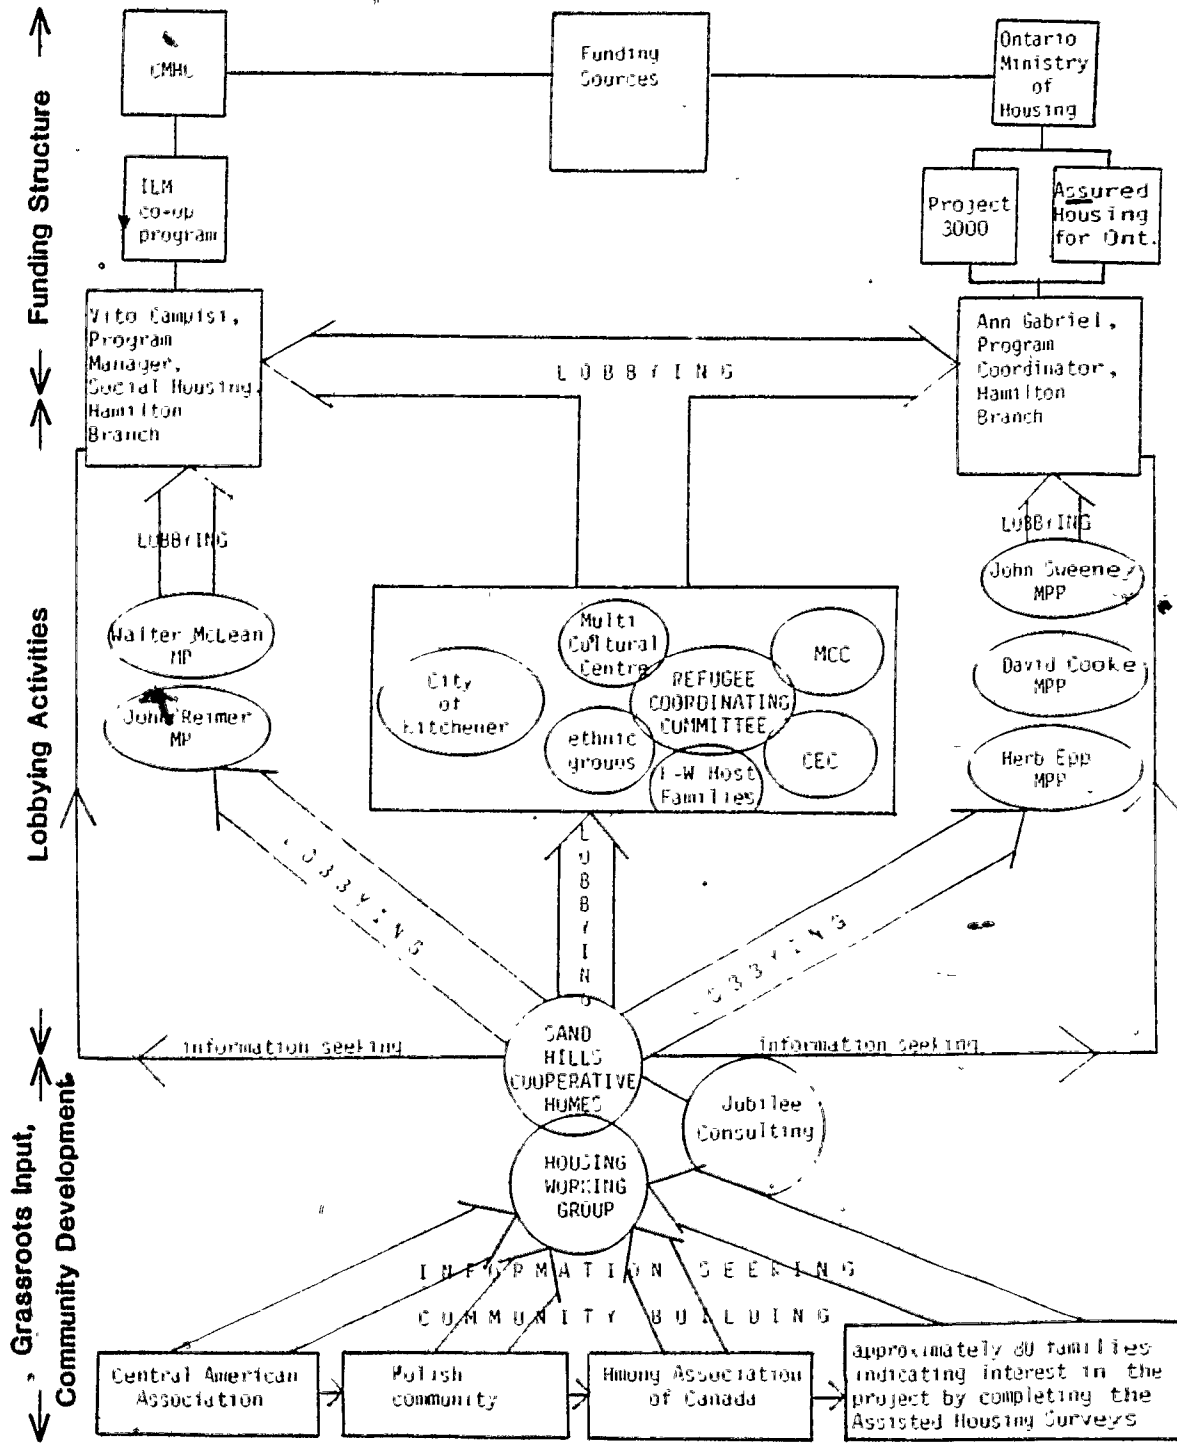 Funding Structure
Lobbying Activities
Grassroots Input,
Community Development
CMHC
Funding
Sources
Ontario
Ministry
of
Housing
ILM
co-op
program
Project
3000
Assured
Housing
for Ont.
Vito Campisi,
Program
Manager,
Social Housing,
Hamilton
Branch
Ann Gabriel,
Program
Coordinator,
Hamilton
Branch
LOBBYING
LOBBYING
LOBBYING
Walter McLean
MP
John Reimer
MP
City
of
Kitchener
Multi
Cultural
Centre
REFUGEE
COORDINATING
COMMITTEE
MCC
ethnic
groups
K-W Host
Families
CEC
John Sweeney
MPP
David Cooke
MPP
Herb Epp
MPP
LOBBYING
LOBBYING
LOBBYING
information seeking
information seeking
SAND
HILLS
COOPERATIVE
HOMES
Jubilee
Consulting
HOUSING
WORKING
GROUP
INFORMATION SEEKING
COMMUNITY BUILDING
Central American
Association
Polish
community
Hmong Association
of Canada
approximately 80 families
indicating interest in the
project by completing the
Assisted Housing Surveys